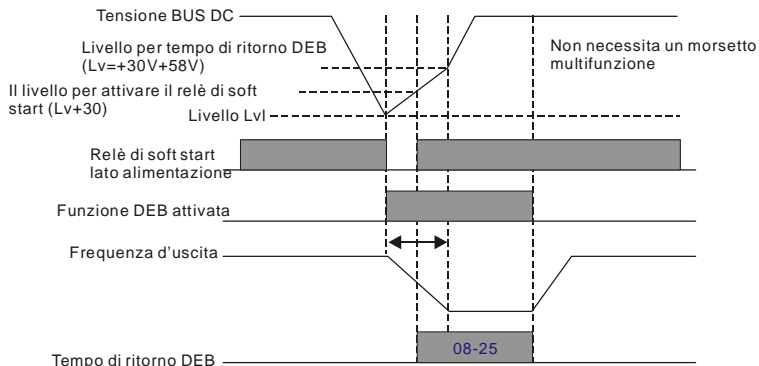 Tensione BUS DC
Livello per tempo di ritorno DEB
(Lv=+30V+58V)
Non necessita un morsetto
multifunzione
Il livello per attivare il relè di soft
start (Lv+30)
Livello Lvl
Relè di soft start
lato alimentazione
Funzione DEB attivata
Frequenza d'uscita
08-25
Tempo di ritorno DEB